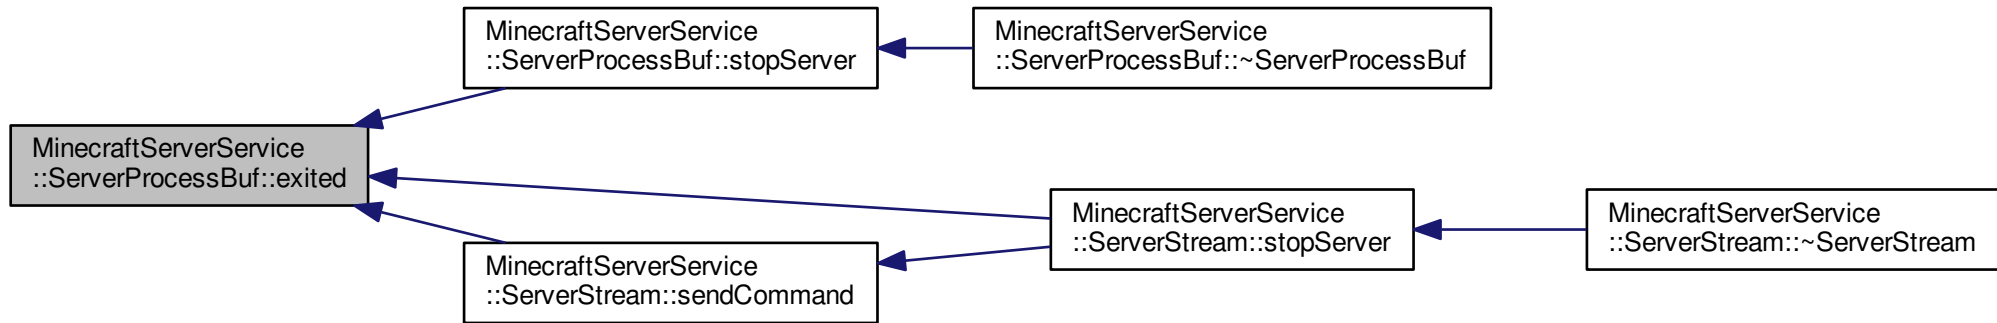 MinecraftServerService
::ServerProcessBuf::stopServer
MinecraftServerService
::ServerProcessBuf::~ServerProcessBuf
MinecraftServerService
::ServerProcessBuf::exited
MinecraftServerService
::ServerStream::stopServer
MinecraftServerService
::ServerStream::~ServerStream
MinecraftServerService
::ServerStream::sendCommand